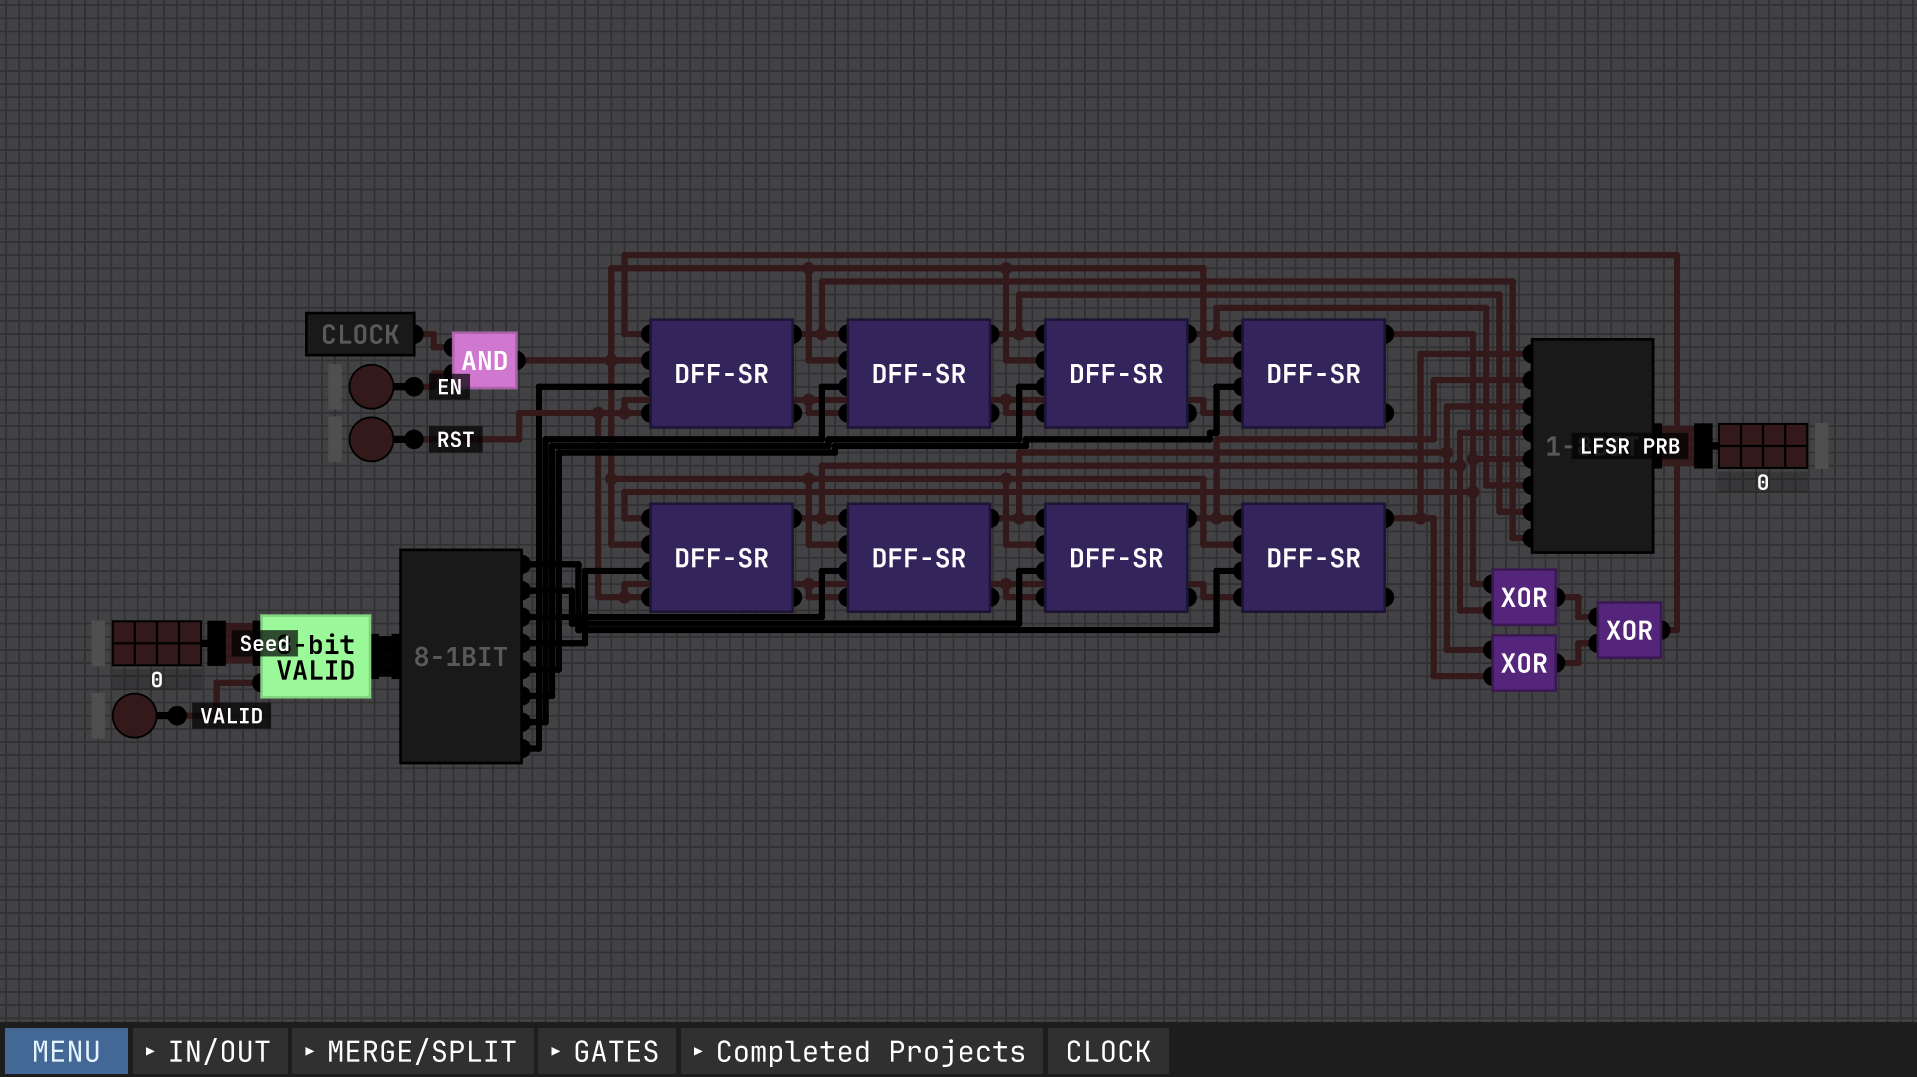 CLOCK
AND
EN
RST
DFF-SR
DFF-SR
DFF-SR
DFF-SR
1-
LFSR PRB
0
DFF-SR
DFF-SR
DFF-SR
DFF-SR
XOR
XOR
XOR
Seed
-bit
VALID
0
VALID
8-1BIT
MENU
▸ IN/OUT
▸ MERGE/SPLIT
▸ GATES
▸ Completed Projects
CLOCK